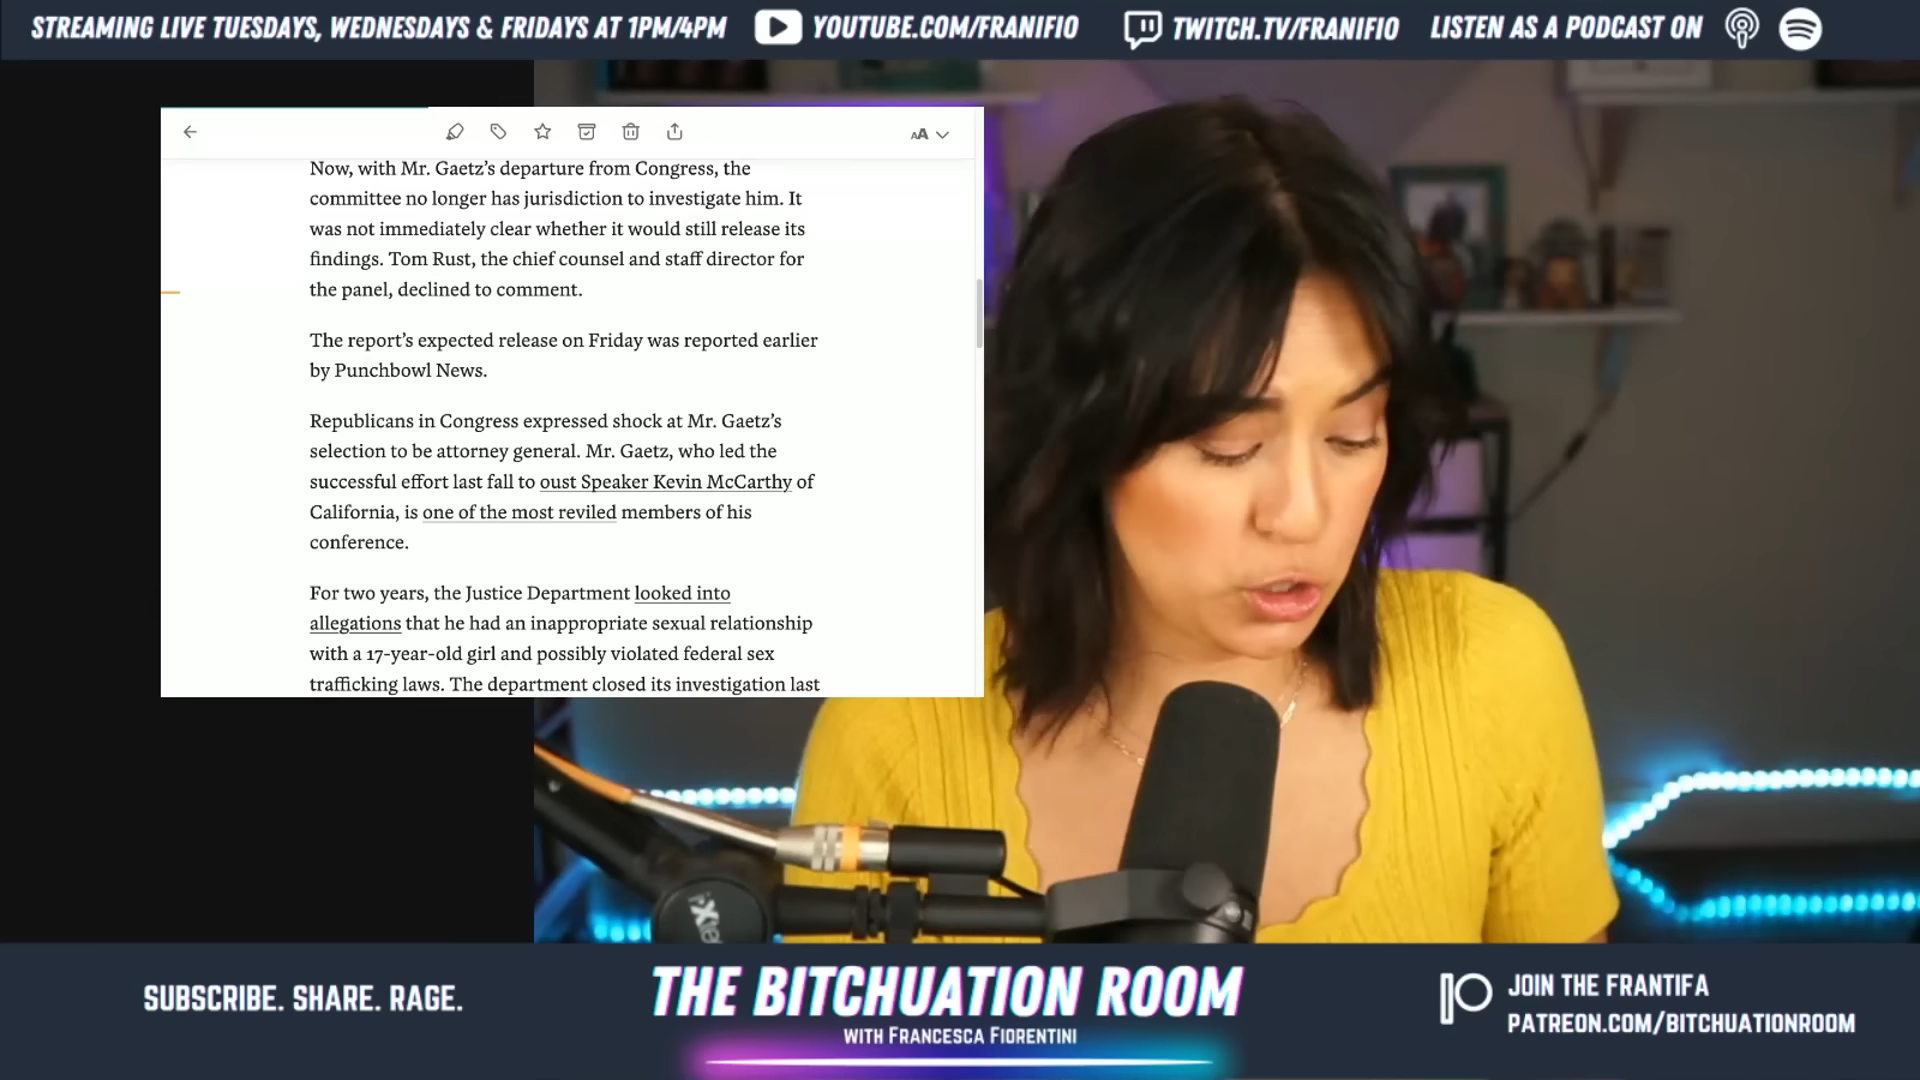 STREAMING LIVE TUESDAYS, WEDNESDAYS & FRIDAYS AT 1PM/4PM
YOUTUBE.COM/FRANIFIO
TWITCH.TV/FRANIFIO
LISTEN AS A PODCAST ON
AA
Now, with Mr. Gaetz’s departure from Congress, the
committee no longer has jurisdiction to investigate him. It
was not immediately clear whether it would still release its
findings. Tom Rust, the chief counsel and staff director for
the panel, declined to comment.
The report’s expected release on Friday was reported earlier
by Punchbowl News.
Republicans in Congress expressed shock at Mr. Gaetz’s
selection to be attorney general. Mr. Gaetz, who led the
successful effort last fall to oust Speaker Kevin McCarthy of
California, is one of the most reviled members of his
conference.
For two years, the Justice Department looked into
allegations that he had an inappropriate sexual relationship
with a 17-year-old girl and possibly violated federal sex
trafficking laws. The department closed its investigation last
SUBSCRIBE. SHARE. RAGE.
THE BITCHUATION ROOM
WITH FRANCESCA FIORENTINI
JOIN THE FRANTIFA
PATREON.COM/BITCHUATIONROOM